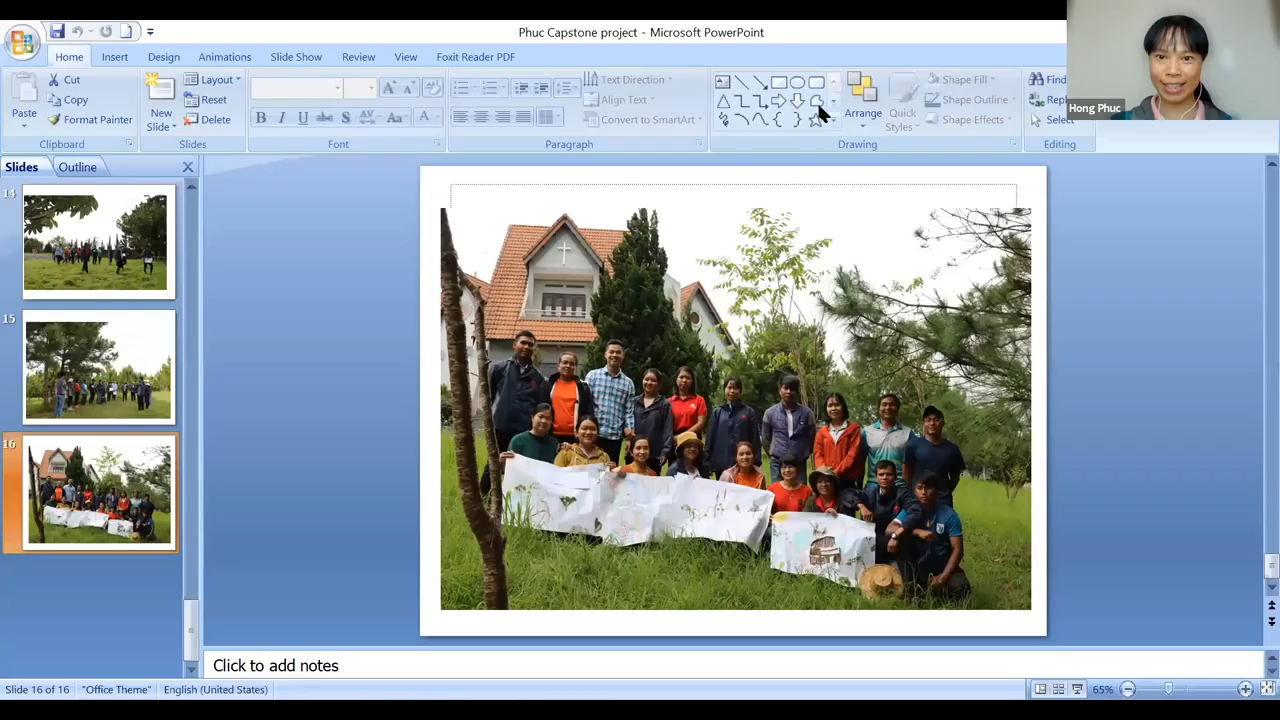 Phuc Capstone project - Microsoft PowerPoint
Home Insert Design Animations Slide Show Review View Foxit Reader PDF
Hong Phuc
Paste
Cut
Copy
Format Painter
Clipboard
New Slide
Layout
Reset
Delete
Slides
B I U abc S AV Aa A
Font
Text Direction
Align Text
Convert to SmartArt
Paragraph
Arrange
Quick Styles
Shape Fill
Shape Outline
Shape Effects
Drawing
Find
Select
Editing
Slides Outline
14
15
16
Click to add notes
Slide 16 of 16 "Office Theme" English (United States) 65%